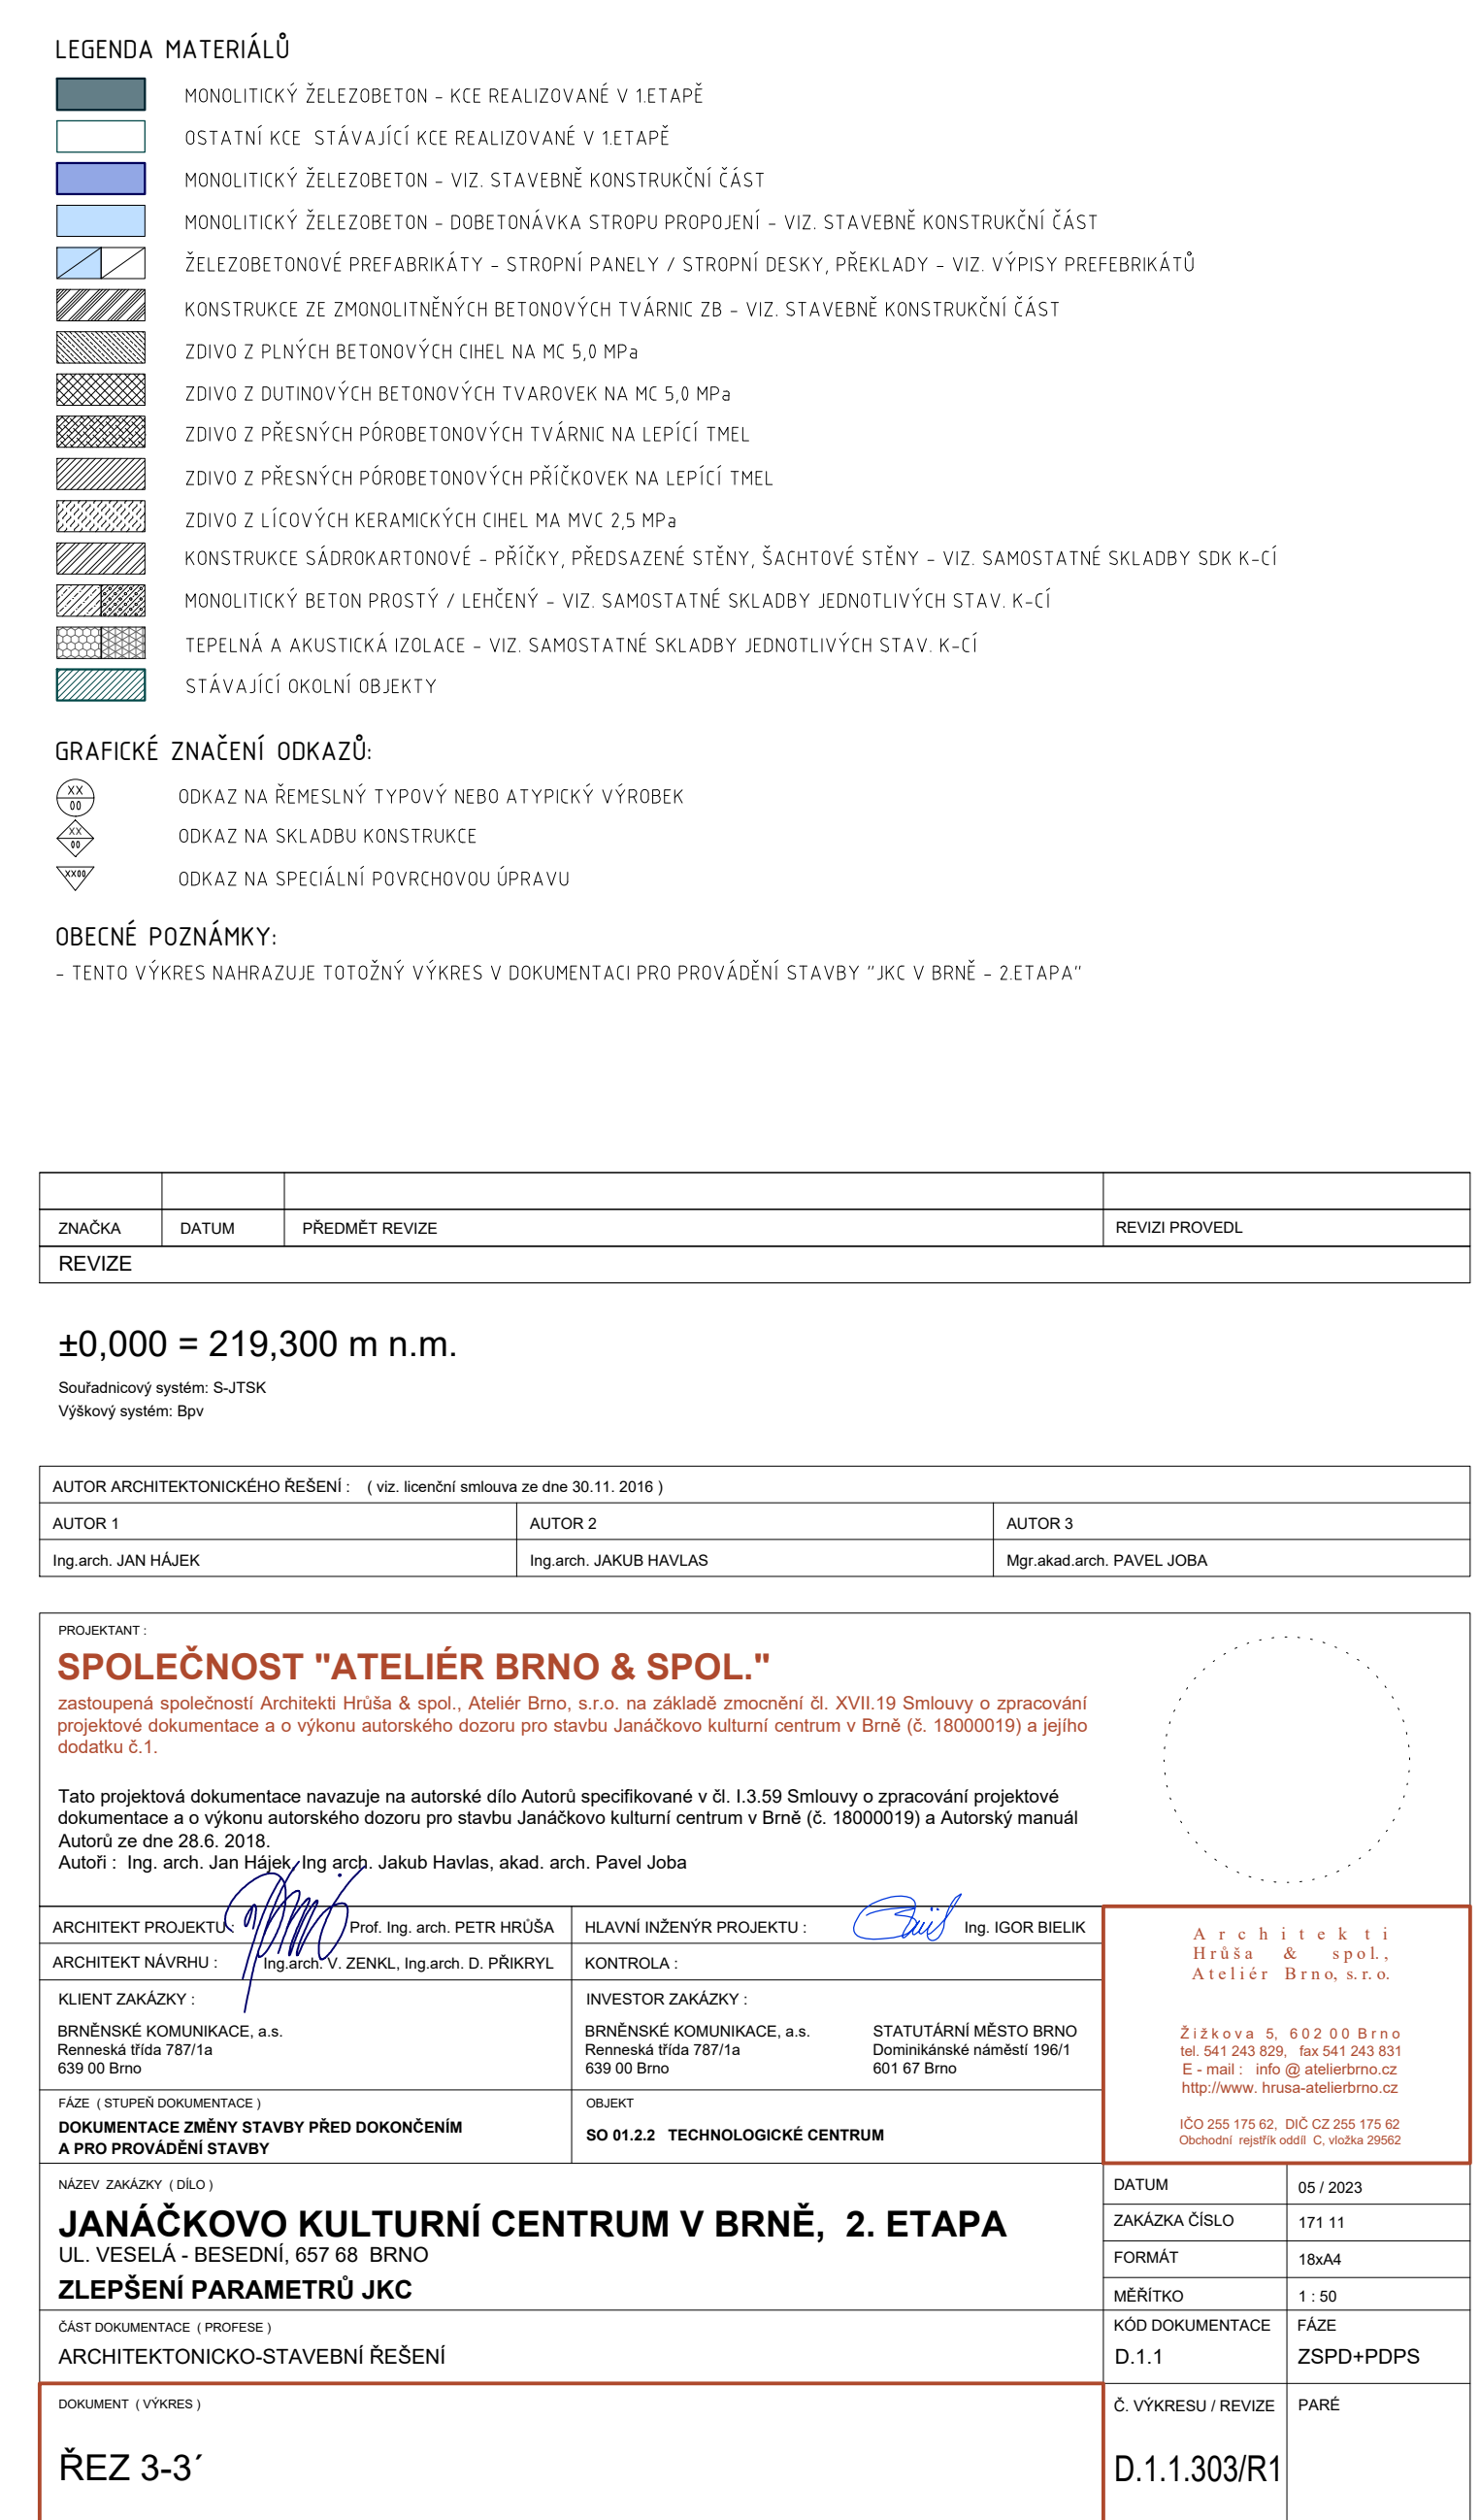 LEGENDA MATERIÁLŮ
MONOLITICKÝ ŽELEZOBETON - KCE REALIZOVANÉ V 1.ETAPĚ
OSTATNÍ KCE STÁVAJÍCÍ KCE REALIZOVANÉ V 1.ETAPĚ
MONOLITICKÝ ŽELEZOBETON - VIZ. STAVEBNĚ KONSTRUKČNÍ ČÁST
MONOLITICKÝ ŽELEZOBETON - DOBETONÁVKA STROPU PROPOJENÍ - VIZ. STAVEBNĚ KONSTRUKČNÍ ČÁST
ŽELEZOBETONOVÉ PREFABRIKÁTY - STROPNÍ PANELY / STROPNÍ DESKY, PŘEKLADY - VIZ. VÝPISY PREFEBRIKÁTŮ
KONSTRUKCE ZE ZMONOLITNĚNÝCH BETONOVÝCH TVÁRNIC ZB - VIZ. STAVEBNĚ KONSTRUKČNÍ ČÁST
ZDIVO Z PLNÝCH BETONOVÝCH CIHEL NA MC 5,0 MPa
ZDIVO Z DUTINOVÝCH BETONOVÝCH TVAROVEK NA MC 5,0 MPa
ZDIVO Z PŘESNÝCH PÓROBETONOVÝCH TVÁRNIC NA LEPÍCÍ TMEL
ZDIVO Z PŘESNÝCH PÓROBETONOVÝCH PŘÍČKOVEK NA LEPÍCÍ TMEL
ZDIVO Z LÍCOVÝCH KERAMICKÝCH CIHEL MA MVC 2,5 MPa
KONSTRUKCE SÁDROKARTONOVÉ - PŘÍČKY, PŘEDSAZENÉ STĚNY, ŠACHTOVÉ STĚNY - VIZ. SAMOSTATNÉ SKLADBY SDK K-CÍ
MONOLITICKÝ BETON PROSTÝ / LEHČENÝ - VIZ. SAMOSTATNÉ SKLADBY JEDNOTLIVÝCH STAV. K-CÍ
TEPELNÁ A AKUSTICKÁ IZOLACE - VIZ. SAMOSTATNÉ SKLADBY JEDNOTLIVÝCH STAV. K-CÍ
STÁVAJÍCÍ OKOLNÍ OBJEKTY
GRAFICKÉ ZNAČENÍ ODKAZŮ:
XX
00
ODKAZ NA ŘEMESLNÝ TYPOVÝ NEBO ATYPICKÝ VÝROBEK
XX
00
ODKAZ NA SKLADBU KONSTRUKCE
XX00
ODKAZ NA SPECIÁLNÍ POVRCHOVOU ÚPRAVU
OBECNÉ POZNÁMKY:
- TENTO VÝKRES NAHRAZUJE TOTOŽNÝ VÝKRES V DOKUMENTACI PRO PROVÁDĚNÍ STAVBY "JKC V BRNĚ - 2.ETAPA"
ZNAČKA DATUM PŘEDMĚT REVIZE REVIZI PROVEDL
REVIZE
±0,000 = 219,300 m n.m.
Souřadnicový systém: S-JTSK
Výškový systém: Bpv
AUTOR ARCHITEKTONICKÉHO ŘEŠENÍ : ( viz. licenční smlouva ze dne 30.11. 2016 )
AUTOR 1 AUTOR 2 AUTOR 3
Ing.arch. JAN HÁJEK Ing.arch. JAKUB HAVLAS Mgr.akad.arch. PAVEL JOBA
PROJEKTANT :
SPOLEČNOST "ATELIÉR BRNO & SPOL."
zastoupená společností Architekti Hrůša & spol., Ateliér Brno, s.r.o. na základě zmocnění čl. XVII.19 Smlouvy o zpracování
projektové dokumentace a o výkonu autorského dozoru pro stavbu Janáčkovo kulturní centrum v Brně (č. 18000019) a jejího
dodatku č.1.
Tato projektová dokumentace navazuje na autorské dílo Autorů specifikované v čl. I.3.59 Smlouvy o zpracování projektové
dokumentace a o výkonu autorského dozoru pro stavbu Janáčkovo kulturní centrum v Brně (č. 18000019) a Autorský manuál
Autorů ze dne 28.6. 2018.
Autoři : Ing. arch. Jan Hájek, Ing arch. Jakub Havlas, akad. arch. Pavel Joba
ARCHITEKT PROJEKTU : Prof. Ing. arch. PETR HRŮŠA HLAVNÍ INŽENÝR PROJEKTU : Ing. IGOR BIELIK
ARCHITEKT NÁVRHU : Ing.arch. V. ZENKL, Ing.arch. D. PŘIKRYL KONTROLA :
KLIENT ZAKÁZKY :
BRNĚNSKÉ KOMUNIKACE, a.s.
Renneská třída 787/1a
639 00 Brno
INVESTOR ZAKÁZKY :
BRNĚNSKÉ KOMUNIKACE, a.s. STATUTÁRNÍ MĚSTO BRNO
Renneská třída 787/1a Dominikánské náměstí 196/1
639 00 Brno 601 67 Brno
Architekti
Hrůša & spol.,
Ateliér Brno, s.r.o.
Žižkova 5, 602 00 Brno
tel. 541 243 829, fax 541 243 831
E - mail : info @ atelierbrno.cz
http://www. hrusa-atelierbrno.cz
IČO 255 175 62, DIČ CZ 255 175 62
Obchodní rejstřík oddíl C, vložka 29562
FÁZE ( STUPEŇ DOKUMENTACE )
DOKUMENTACE ZMĚNY STAVBY PŘED DOKONČENÍM
A PRO PROVÁDĚNÍ STAVBY
OBJEKT
SO 01.2.2 TECHNOLOGICKÉ CENTRUM
NÁZEV ZAKÁZKY ( DÍLO )
JANÁČKOVO KULTURNÍ CENTRUM V BRNĚ, 2. ETAPA
UL. VESELÁ - BESEDNÍ, 657 68 BRNO
ZLEPŠENÍ PARAMETRŮ JKC
DATUM 05 / 2023
ZAKÁZKA ČÍSLO 171 11
FORMÁT 18xA4
MĚŘÍTKO 1 : 50
ČÁST DOKUMENTACE ( PROFESE )
ARCHITEKTONICKO-STAVEBNÍ ŘEŠENÍ
KÓD DOKUMENTACE FÁZE
D.1.1 ZSPD+PDPS
DOKUMENT ( VÝKRES )
ŘEZ 3-3´
Č. VÝKRESU / REVIZE PARÉ
D.1.1.303/R1